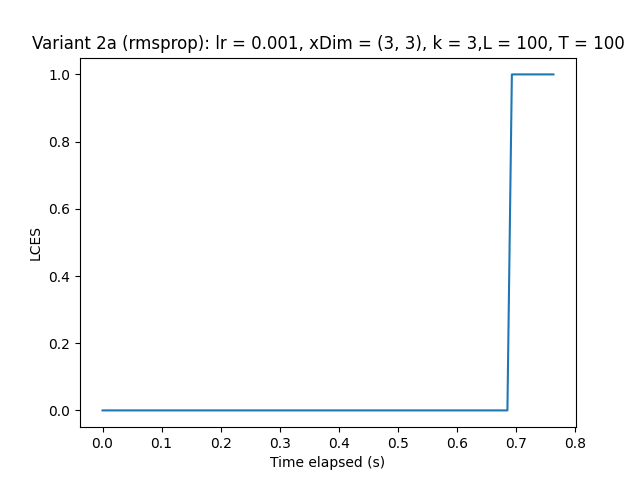 Variant 2a (rmsprop): lr = 0.001, xDim = (3, 3), k = 3,L = 100, T = 100
1.0
0.8
0.6
0.4
0.2
0.0
LCES
0.0 0.1 0.2 0.3 0.4 0.5 0.6 0.7 0.8
Time elapsed (s)